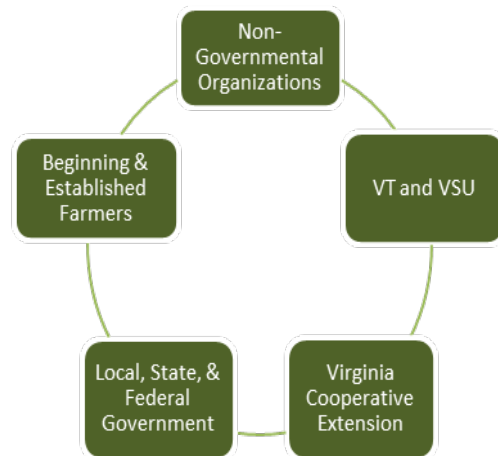 Non-
Governmental
Organizations
VT and VSU
Virginia
Cooperative
Extension
Local, State, &
Federal
Government
Beginning &
Established
Farmers